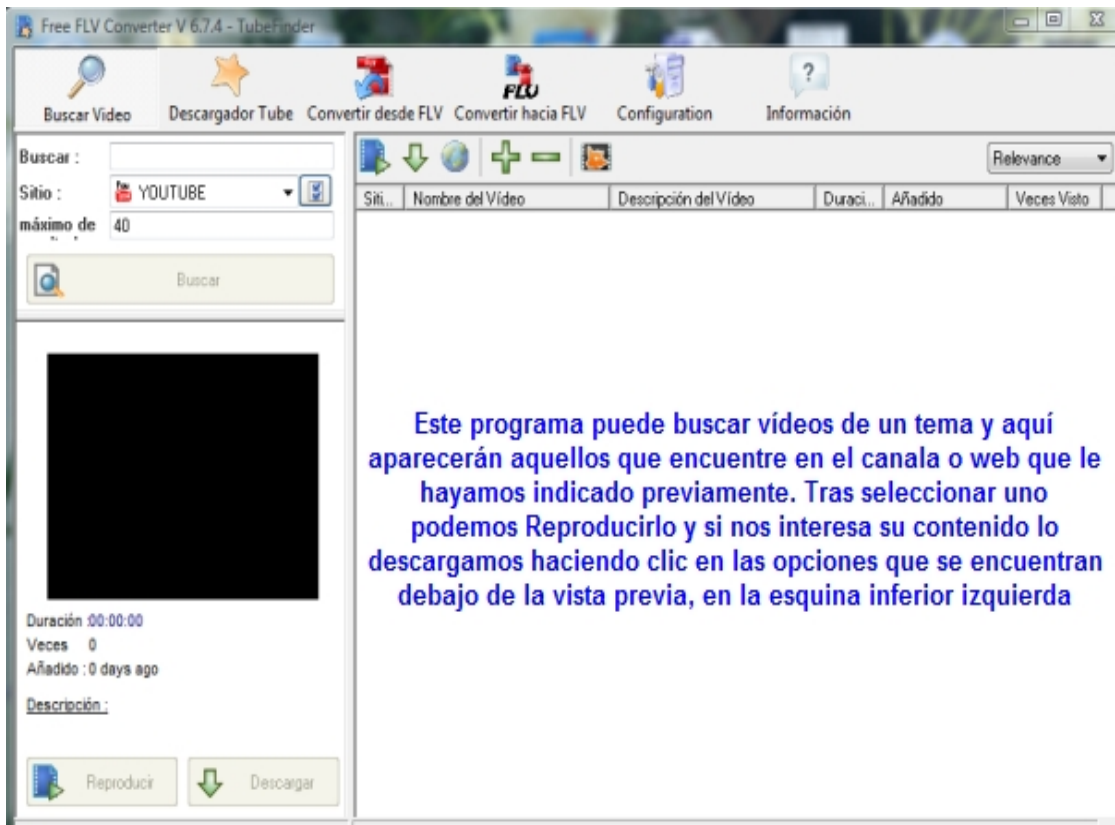 Free FLV Converter V 6.7.4 - TubeFinder
Buscar Video
Descargador Tube
Convertir desde FLV
FLV
Convertir hacia FLV
Configuration
?
Información
Buscar :
Sitio :
YOUTUBE
máximo de
40
Buscar
Relevance
Siti...
Nombre del Vídeo
Descripción del Vídeo
Duraci...
Añadido
Veces Visto
Este programa puede buscar vídeos de un tema y aquí
aparecerán aquellos que encuentre en el canala o web que le
hayamos indicado previamente. Tras seleccionar uno
podemos Reproducirlo y si nos interesa su contenido lo
descargamos haciendo clic en las opciones que se encuentran
debajo de la vista previa, en la esquina inferior izquierda
Duración :00:00:00
Veces 0
Añadido : 0 days ago
Descripción :
Reproducir
Descargar